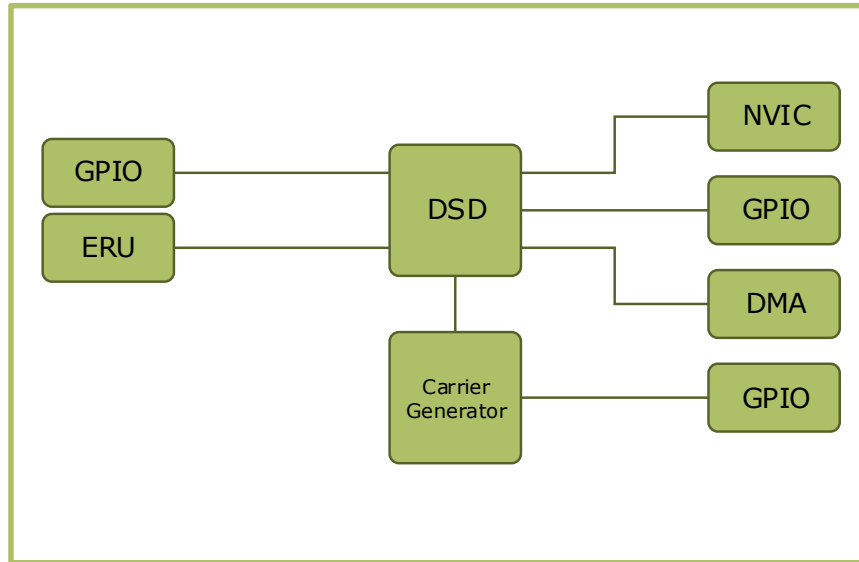 GPIO
ERU
DSD
Carrier
Generator
NVIC
GPIO
DMA
GPIO